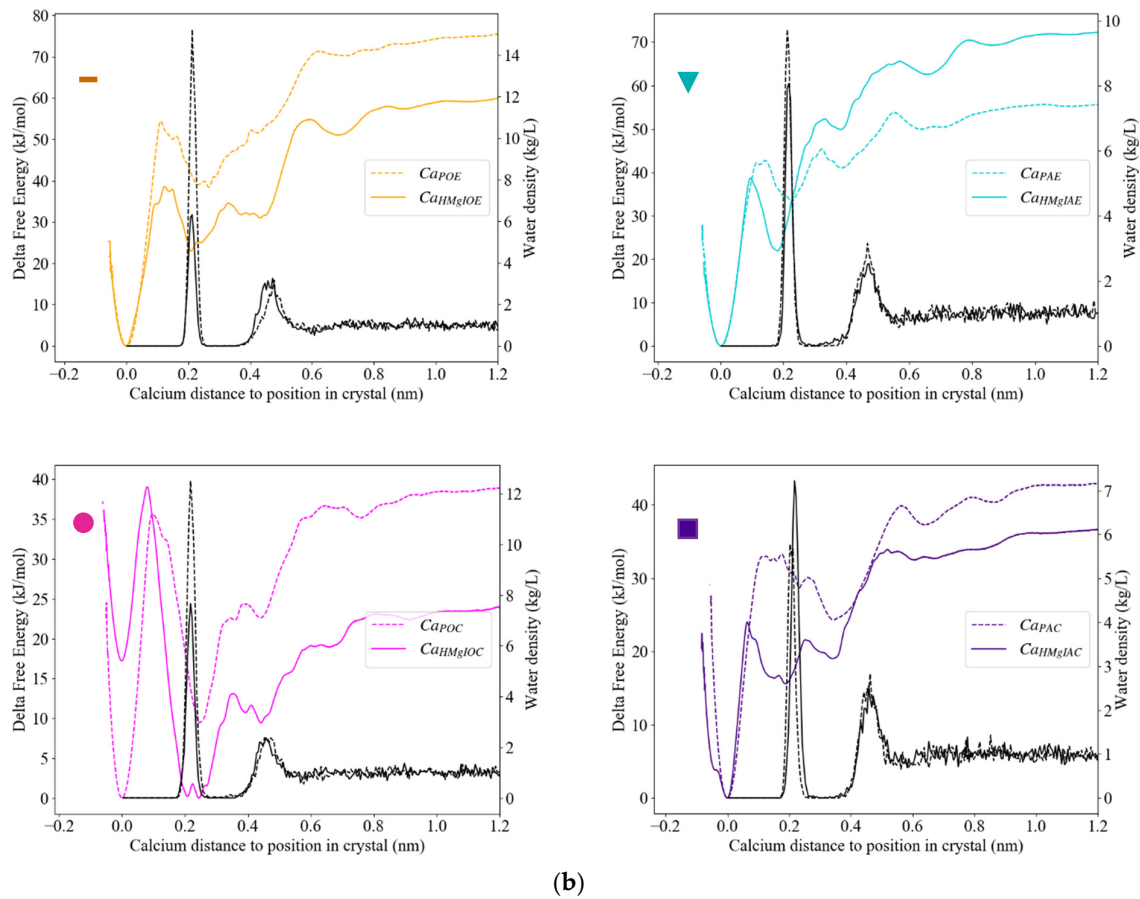 80
70
60
50
40
30
20
10
0
Delta Free Energy (kJ/mol)
14
12
10
8
6
4
2
0
Water density (kg/L)
Ca_POE
Ca_HMgIOE
−0.2 0.0 0.2 0.4 0.6 0.8 1.0 1.2
Calcium distance to position in crystal (nm)
70
60
50
40
30
20
10
0
Delta Free Energy (kJ/mol)
10
8
6
4
2
0
Water density (kg/L)
Ca_PAE
Ca_HMgIAE
−0.2 0.0 0.2 0.4 0.6 0.8 1.0 1.2
Calcium distance to position in crystal (nm)
40
35
30
25
20
15
10
5
0
Delta Free Energy (kJ/mol)
12
10
8
6
4
2
0
Water density (kg/L)
Ca_POC
Ca_HMgIOC
−0.2 0.0 0.2 0.4 0.6 0.8 1.0 1.2
Calcium distance to position in crystal (nm)
40
30
20
10
0
Delta Free Energy (kJ/mol)
7
6
5
4
3
2
1
0
Water density (kg/L)
Ca_PAC
Ca_HMgIAC
−0.2 0.0 0.2 0.4 0.6 0.8 1.0 1.2
Calcium distance to position in crystal (nm)
(b)